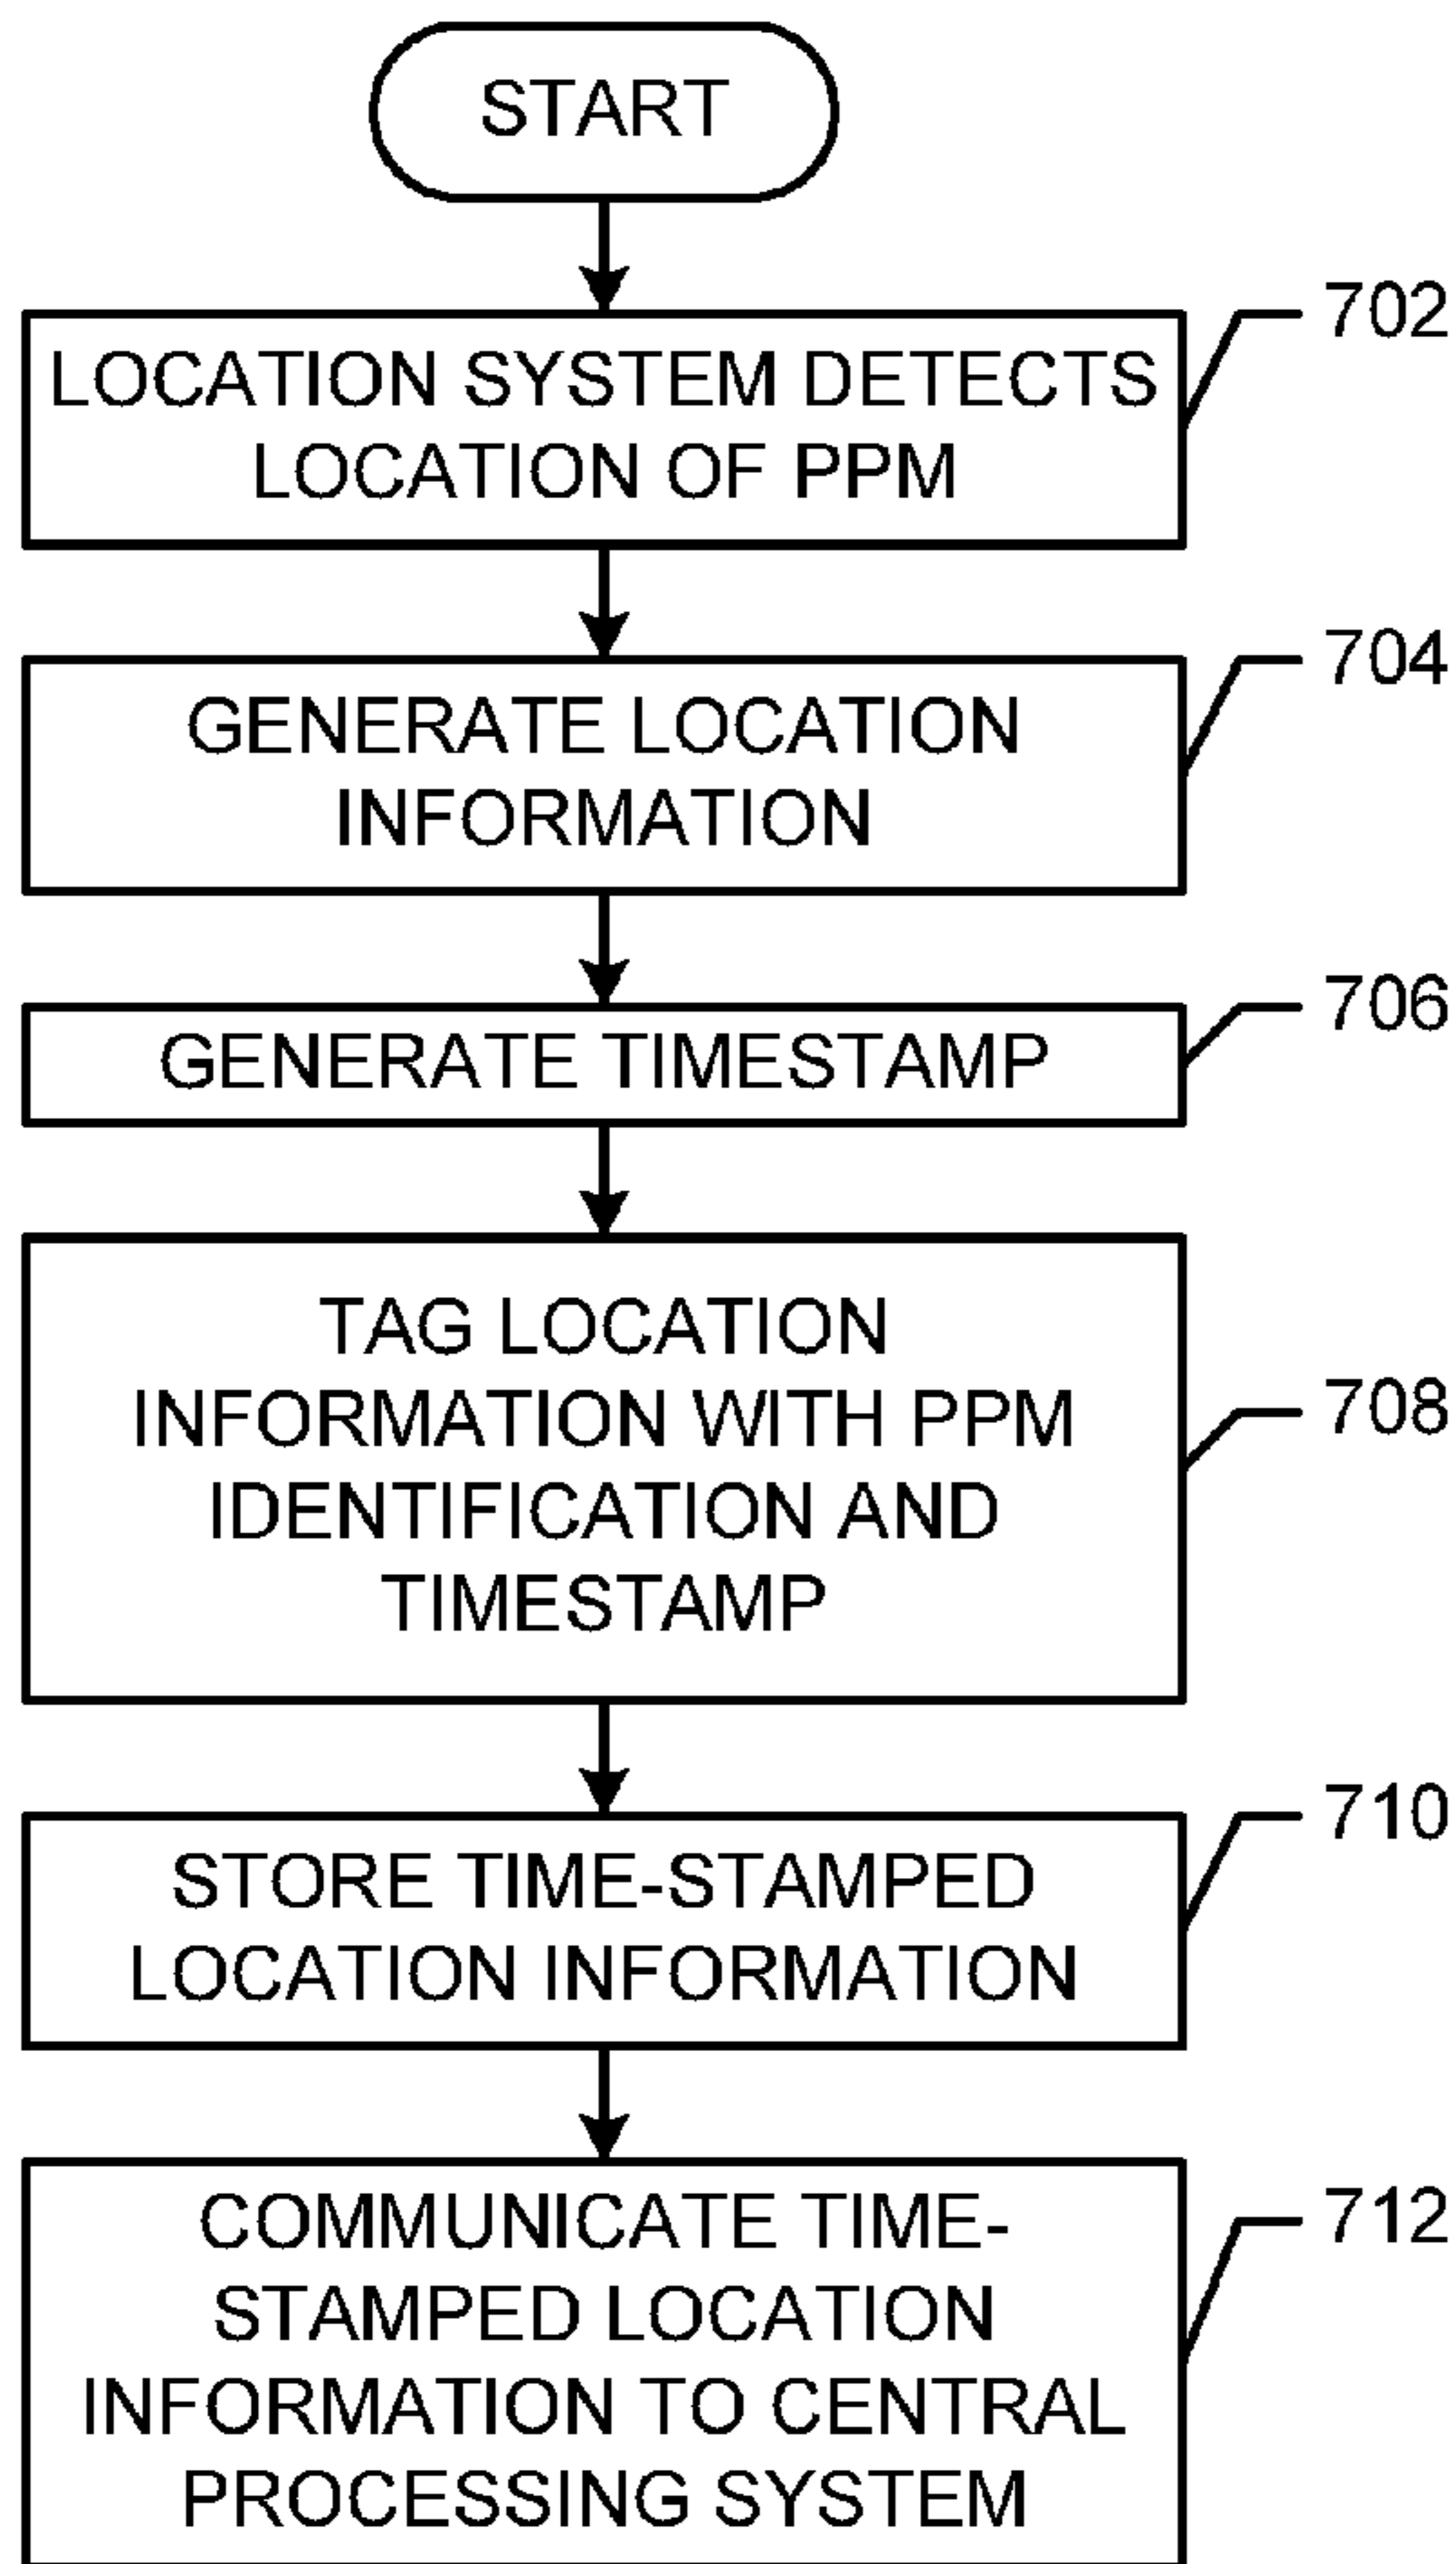 START
702
LOCATION SYSTEM DETECTS
LOCATION OF PPM
704
GENERATE LOCATION
INFORMATION
706
GENERATE TIMESTAMP
TAG LOCATION
INFORMATION WITH PPM
708
IDENTIFICATION AND
TIMESTAMP
710
STORE TIME-STAMPED
LOCATION INFORMATION
712
COMMUNICATE TIME-
STAMPED LOCATION
INFORMATION TO CENTRAL
PROCESSING SYSTEM